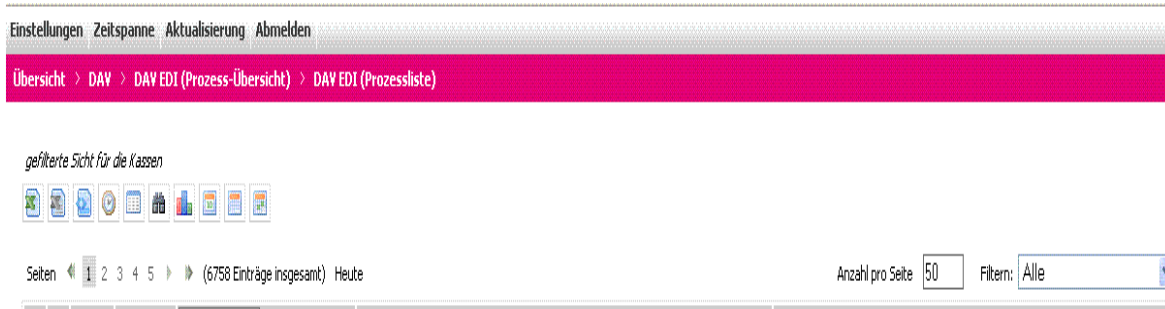 Einstellungen Zeitspanne Aktualisierung Abmelden
Übersicht > DAV > DAV EDI (Prozess-Übersicht) > DAV EDI (Prozessliste)
gefilterte Sicht für die Kassen
Seiten 1 2 3 4 5 (6758 Einträge insgesamt) Heute Anzahl pro Seite 50 Filtern: Alle